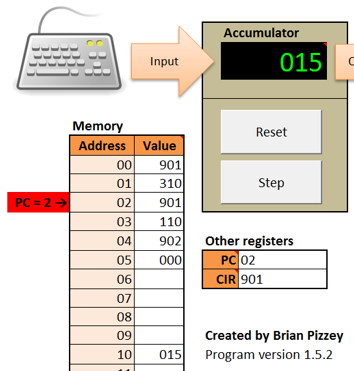 Accumulator
Input
015
Reset
Step
Memory
Address Value
00 901
01 310
PC = 2 → 02 901
03 110
04 902
05 000
06
07
08
09
10 015
Other registers
PC 02
CIR 901
Created by Brian Pizzey
Program version 1.5.2